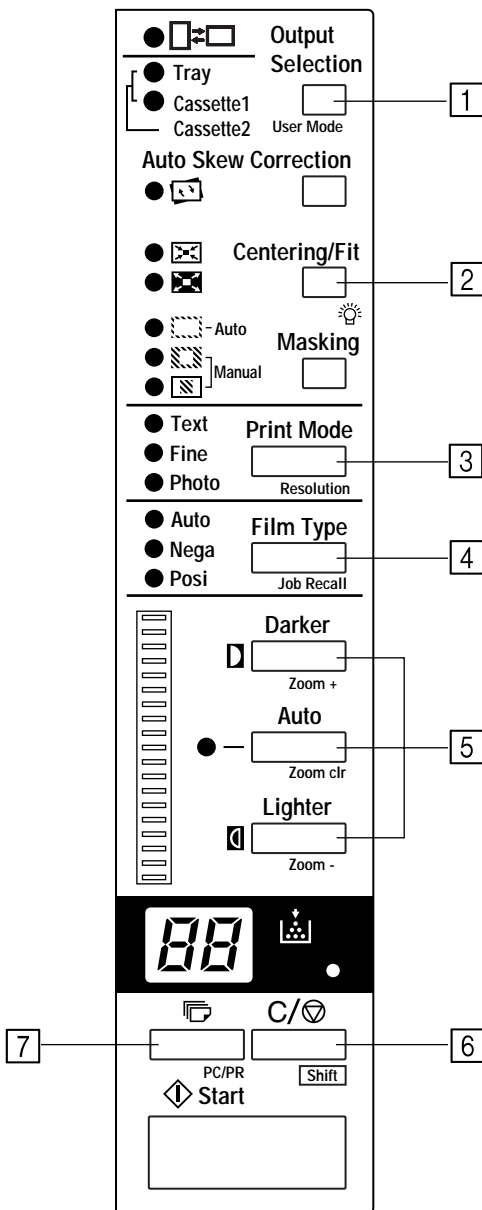 Output
Selection
Tray
Cassette1
Cassette2
User Mode
1
Auto Skew Correction
Centering/Fit
2
Auto
Masking
Manual
Text
Fine
Photo
Print Mode
Resolution
3
Auto
Nega
Posi
Film Type
Job Recall
4
Darker
Zoom +
Auto
Zoom clr
5
Lighter
Zoom -
88
C/
7
PC/PR
Shift
6
Start